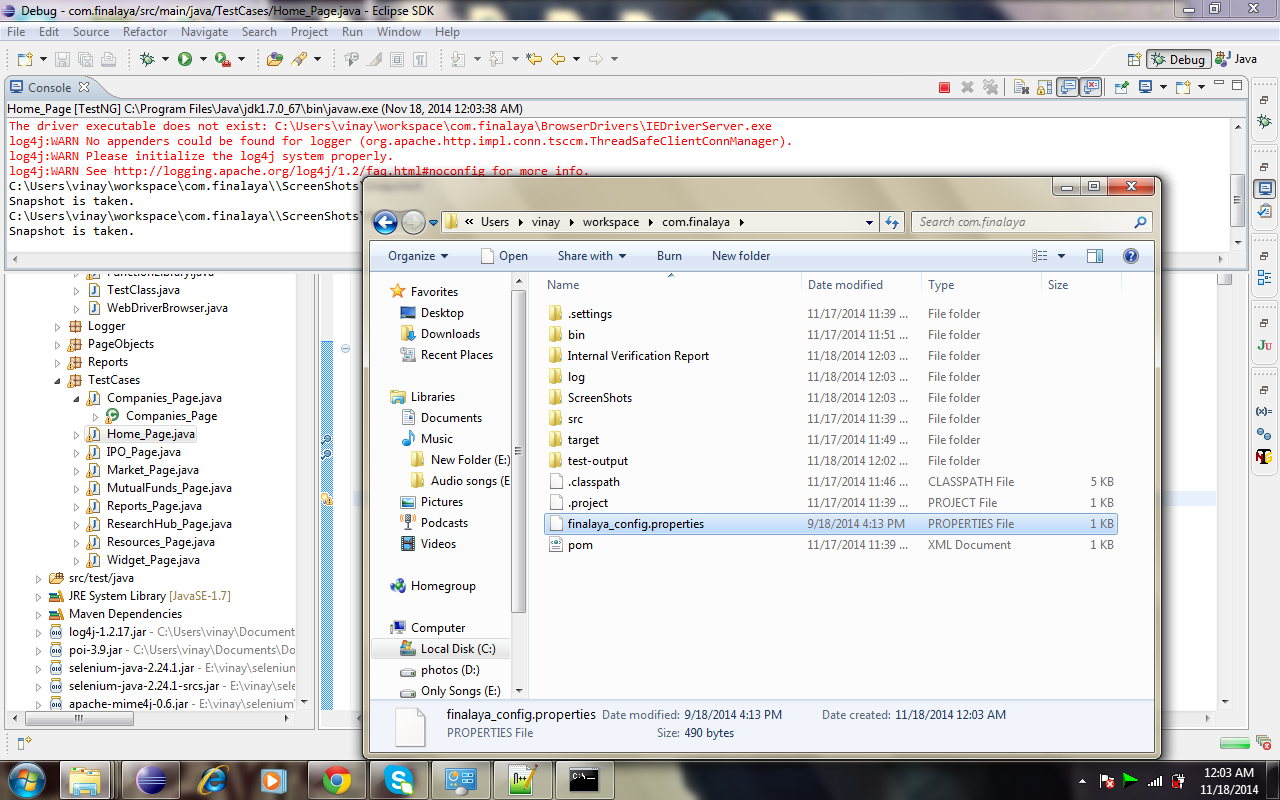 Debug - com.finalaya/src/main/java/TestCases/Home_Page.java - Eclipse SDK
File Edit Source Refactor Navigate Search Project Run Window Help
Debug Java
Console
Home_Page [TestNG] C:\Program Files\Java\jdk1.7.0_67\bin\javaw.exe (Nov 18, 2014 12:03:38 AM)
The driver executable does not exist: C:\Users\vinay\workspace\com.finalaya\BrowserDrivers\IEDriverServer.exe
log4j:WARN No appenders could be found for logger (org.apache.http.impl.conn.tsccm.ThreadSafeClientConnManager).
log4j:WARN Please initialize the log4j system properly.
log4j:WARN See http://logging.apache.org/log4j/1.2/faq.html#noconfig for more info.
C:\Users\vinay\workspace\com.finalaya\\ScreenShots\
Snapshot is taken.
C:\Users\vinay\workspace\com.finalaya\\ScreenShots\
Snapshot is taken.
FunctionLibrary.java
TestClass.java
WebDriverBrowser.java
Logger
PageObjects
Reports
TestCases
Companies_Page.java
Companies_Page
Home_Page.java
IPO_Page.java
Market_Page.java
MutualFunds_Page.java
Reports_Page.java
ResearchHub_Page.java
Resources_Page.java
Widget_Page.java
src/test/java
JRE System Library [JavaSE-1.7]
Maven Dependencies
log4j-1.2.17.jar - C:\Users\vinay\Document
poi-3.9.jar - C:\Users\vinay\Documents\Do
selenium-java-2.24.1.jar - E:\vinay\seleniu
selenium-java-2.24.1-srcs.jar - E:\vinay\sele
apache-mime4j-0.6.jar - E:\vinay\selenium\
« Users vinay workspace com.finalaya
Search com.finalaya
Organize Open Share with Burn New folder
Favorites
Desktop
Downloads
Recent Places
Libraries
Documents
Music
New Folder (E:)
Audio songs (E
Pictures
Podcasts
Videos
Homegroup
Computer
Local Disk (C:)
photos (D:)
Only Songs (E:)
Name Date modified Type Size
.settings 11/17/2014 11:39 ... File folder
bin 11/17/2014 11:51 ... File folder
Internal Verification Report 11/18/2014 12:03 ... File folder
log 11/18/2014 12:03 ... File folder
ScreenShots 11/18/2014 12:03 ... File folder
src 11/17/2014 11:39 ... File folder
target 11/17/2014 11:49 ... File folder
test-output 11/18/2014 12:02 ... File folder
.classpath 11/17/2014 11:46 ... CLASSPATH File 5 KB
.project 11/17/2014 11:39 ... PROJECT File 1 KB
finalaya_config.properties 9/18/2014 4:13 PM PROPERTIES File 1 KB
pom 11/17/2014 11:39 ... XML Document 1 KB
finalaya_config.properties Date modified: 9/18/2014 4:13 PM Date created: 11/18/2014 12:03 AM
PROPERTIES File Size: 490 bytes
Ju
(x)=
12:03 AM
11/18/2014